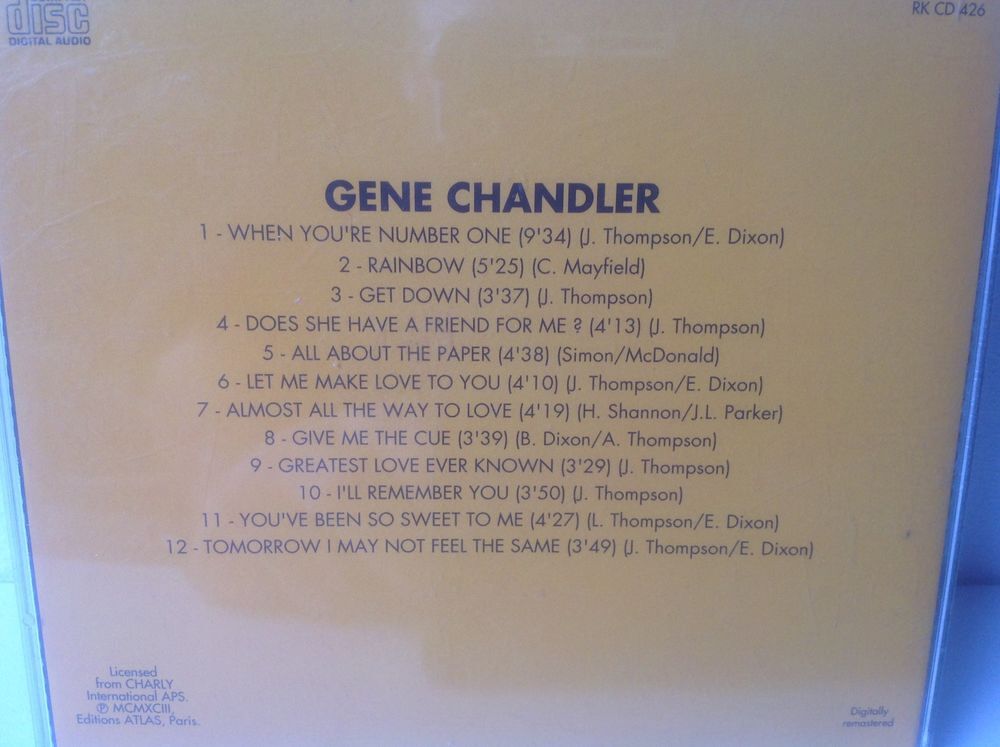 disc
DIGITAL AUDIO
RK CD 426
GENE CHANDLER
1 - WHEN YOU'RE NUMBER ONE (9'34) (J. Thompson/E. Dixon)
2 - RAINBOW (5'25) (C. Mayfield)
3 - GET DOWN (3'37) (J. Thompson)
4 - DOES SHE HAVE A FRIEND FOR ME ? (4'13) (J. Thompson)
5 - ALL ABOUT THE PAPER (4'38) (Simon/McDonald)
6 - LET ME MAKE LOVE TO YOU (4'10) (J. Thompson/E. Dixon)
7 - ALMOST ALL THE WAY TO LOVE (4'19) (H. Shannon/J.L. Parker)
8 - GIVE ME THE CUE (3'39) (B. Dixon/A. Thompson)
9 - GREATEST LOVE EVER KNOWN (3'29) (J. Thompson)
10 - I'LL REMEMBER YOU (3'50) (J. Thompson)
11 - YOU'VE BEEN SO SWEET TO ME (4'27) (L. Thompson/E. Dixon)
12 - TOMORROW I MAY NOT FEEL THE SAME (3'49) (J. Thompson/E. Dixon)
Licensed
from CHARLY
International APS.
℗ MCMXCIII,
Editions ATLAS, Paris.
Digitally
remastered